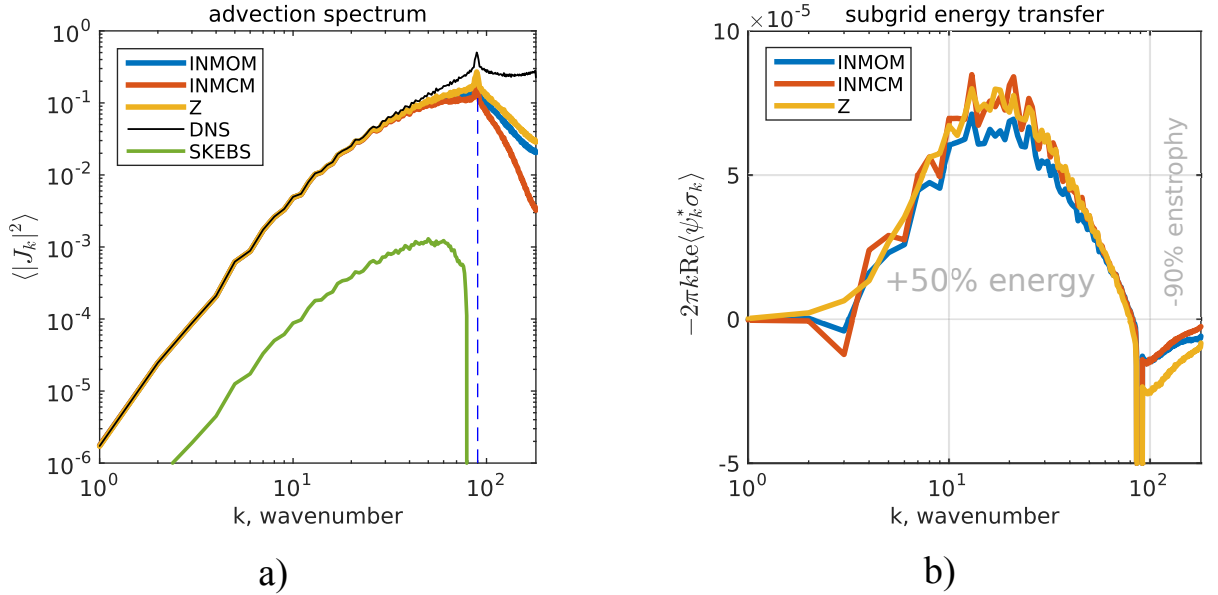 advection spectrum
10^0
10^-1
10^-2
10^-3
10^-4
10^-5
10^-6
⟨|J_k|^2⟩
INMOM
INMCM
Z
DNS
SKEBS
10^0
10^1
10^2
k, wavenumber
a)
subgrid energy transfer
×10^-5
10
5
0
-5
−2πkRe⟨ψ_k^*σ_k⟩
INMOM
INMCM
Z
+50% energy
-90% enstrophy
10^0
10^1
10^2
k, wavenumber
b)